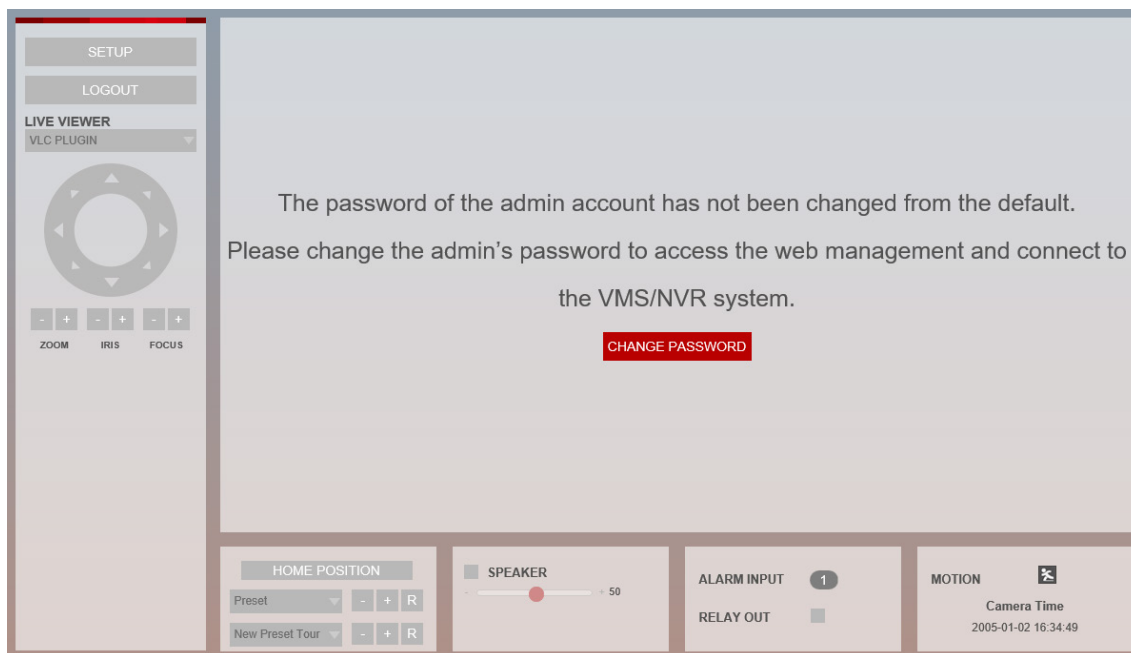 SETUP
LOGOUT
LIVE VIEWER
VLC PLUGIN
- + - + - +
ZOOM IRIS FOCUS
The password of the admin account has not been changed from the default.
Please change the admin’s password to access the web management and connect to
the VMS/NVR system.
CHANGE PASSWORD
HOME POSITION
Preset - + R
New Preset Tour - + R
SPEAKER
- + 50
ALARM INPUT 1
RELAY OUT
MOTION
Camera Time
2005-01-02 16:34:49